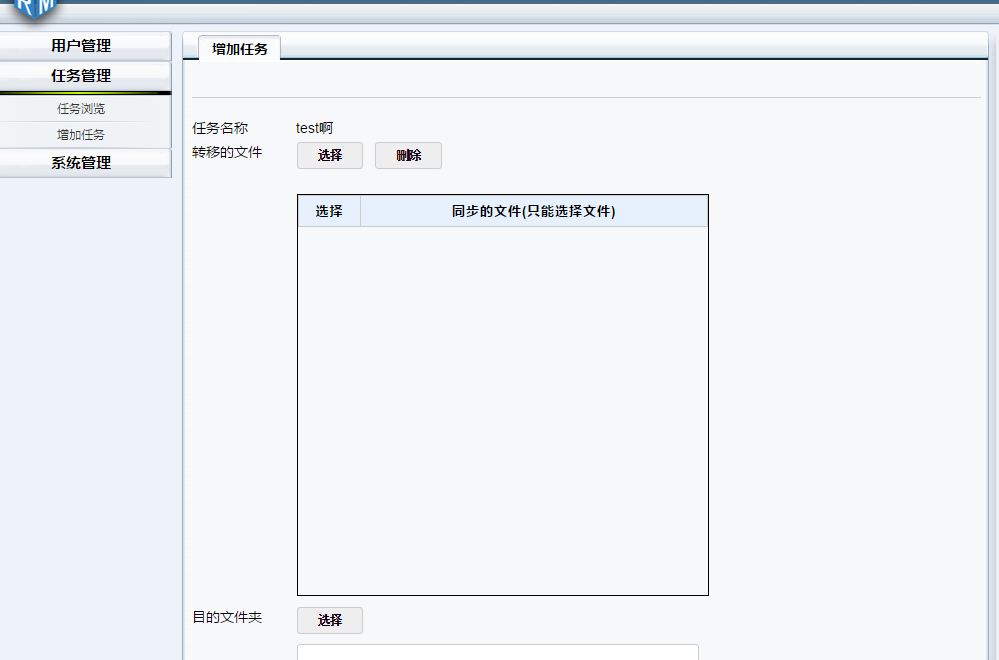 RM
用户管理
任务管理
任务浏览
增加任务
系统管理
增加任务
任务名称 test啊
转移的文件 选择 删除
选择 同步的文件(只能选择文件)
目的文件夹 选择